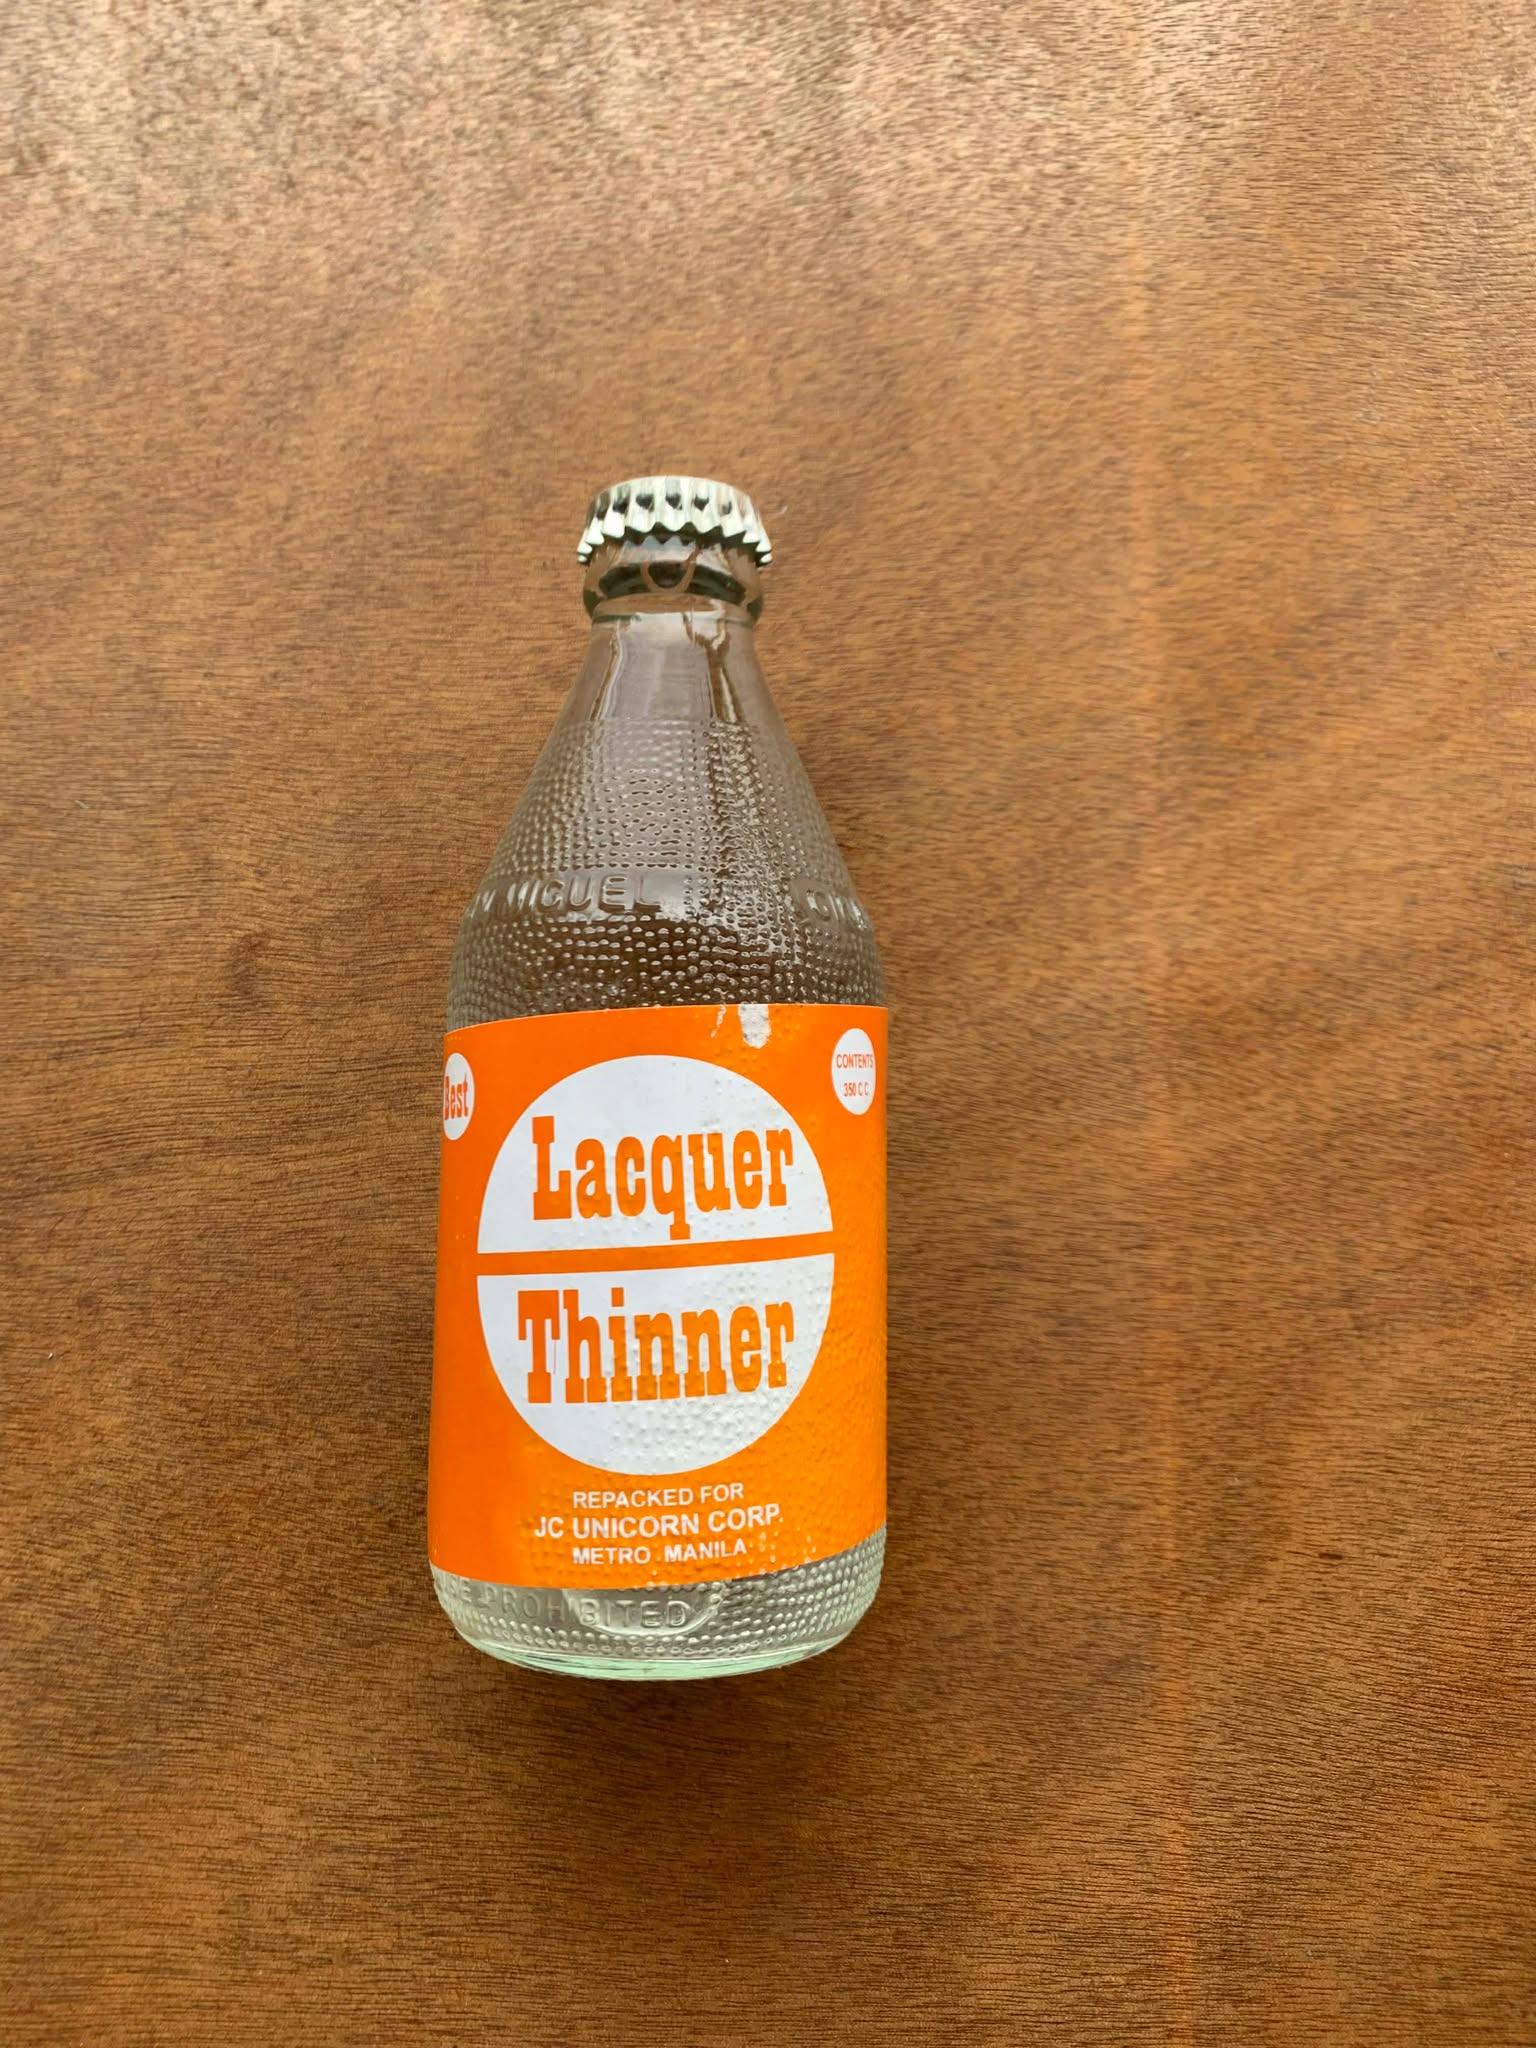 MIGUEL
Best
CONTENTS
350 C C.
Lacquer
Thinner
REPACKED FOR
JC UNICORN CORP.
METRO MANILA
PROHIBITED